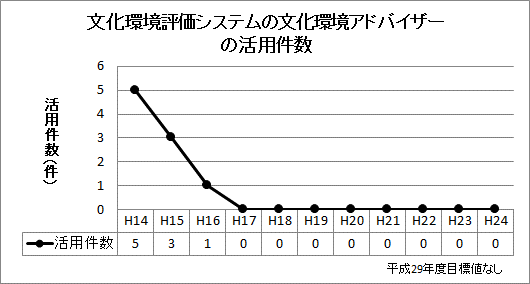 文化環境評価システムの文化環境アドバイザー
の活用件数
活用件数(件)
6
5
4
3
2
1
0
H14 H15 H16 H17 H18 H19 H20 H21 H22 H23 H24
活用件数 5 3 1 0 0 0 0 0 0 0 0
平成29年度目標値なし